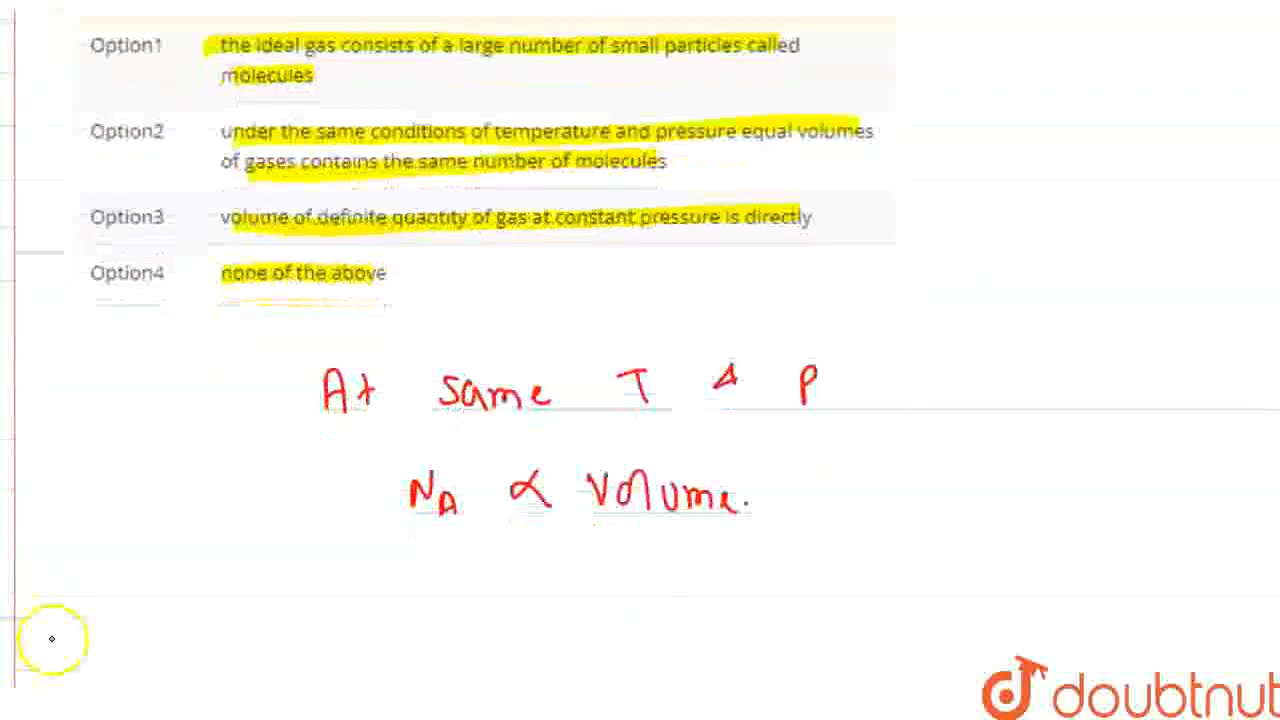 Option1 the ideal gas consists of a large number of small particles called
molecules
Option2 under the same conditions of temperature and pressure equal volumes
of gases contains the same number of molecules
Option3 volume of definite quantity of gas at constant pressure is directly
Option4 none of the above
At same T & P
NA ∝ Volume.
doubtnut